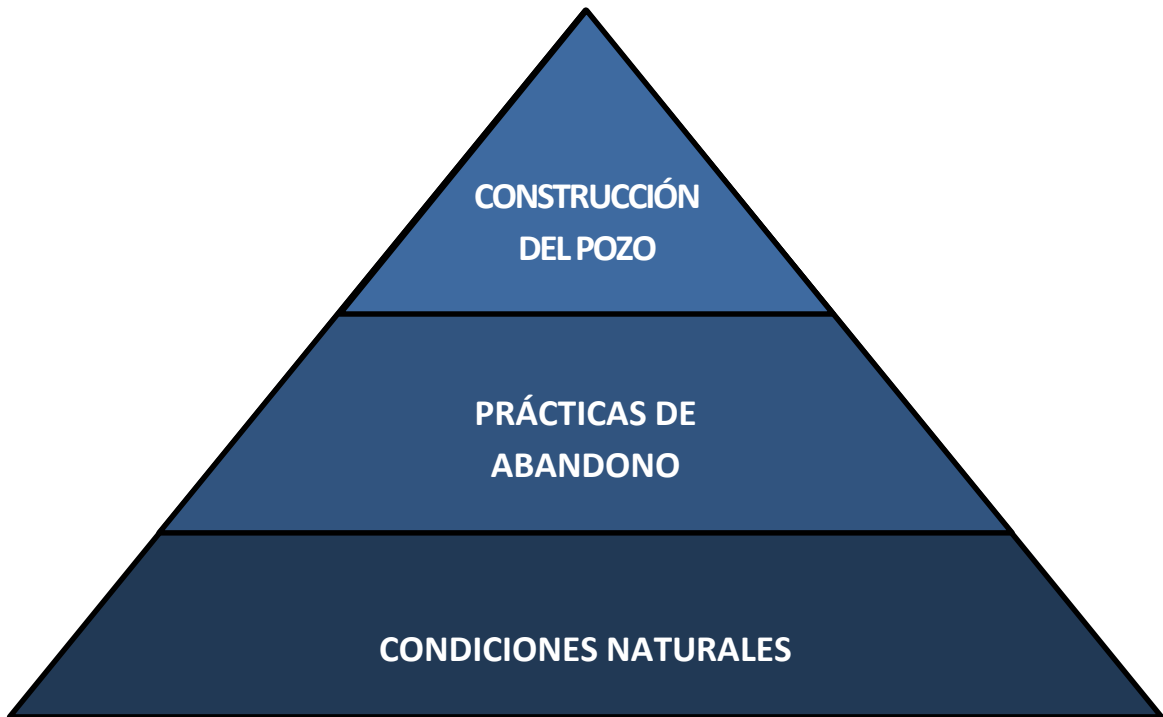 CONSTRUCCIÓN
DEL POZO
PRÁCTICAS DE
ABANDONO
CONDICIONES NATURALES